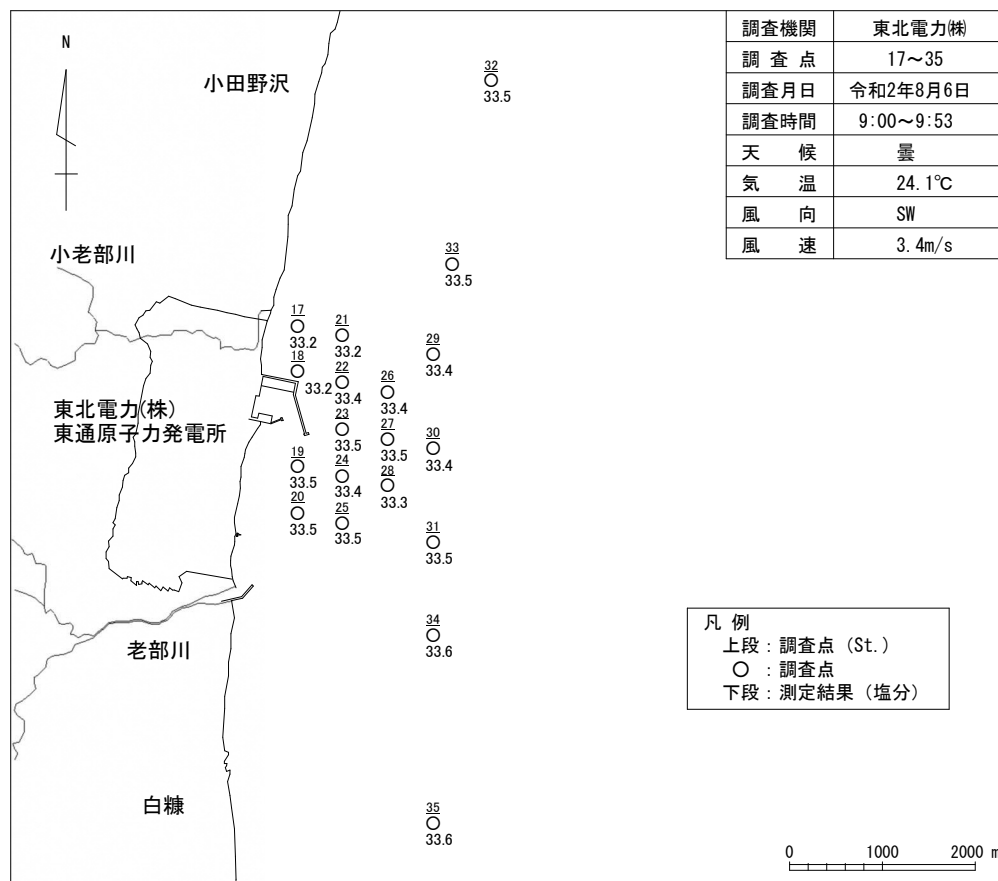 調査機関 東北電力㈱
調査点 17～35
調査月日 令和2年8月6日
調査時間 9:00～9:53
天候 曇
気温 24.1℃
風向 SW
風速 3.4m/s
N
小田野沢
32
33.5
小老部川
33
33.5
17
33.2
21
33.2
18
33.2
22
33.4
29
33.4
26
33.4
東北電力(株)
東通原子力発電所
23
33.5
27
33.5
30
33.4
19
33.5
24
33.4
28
33.3
20
33.5
25
33.5
31
33.5
老部川
34
33.6
凡例
上段：調査点（St.）
○：調査点
下段：測定結果（塩分）
白糠
35
33.6
0 1000 2000 m